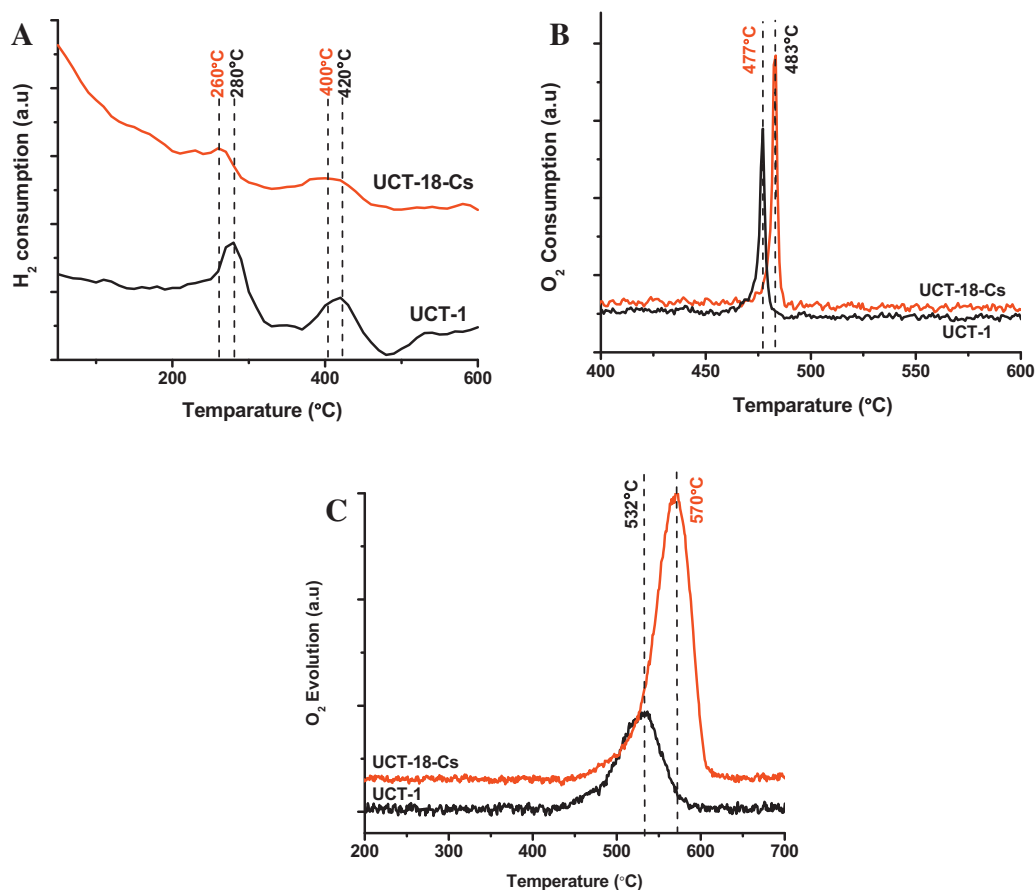 A
H₂ consumption (a.u)
260°C
280°C
400°C
420°C
UCT-18-Cs
UCT-1
200
400
600
Temparature (°C)
B
O₂ Consumption (a.u)
477°C
483°C
UCT-18-Cs
UCT-1
400
450
500
550
600
Temparature (°C)
C
O₂ Evolution (a.u)
532°C
570°C
UCT-18-Cs
UCT-1
200
300
400
500
600
700
Temperature (°C)